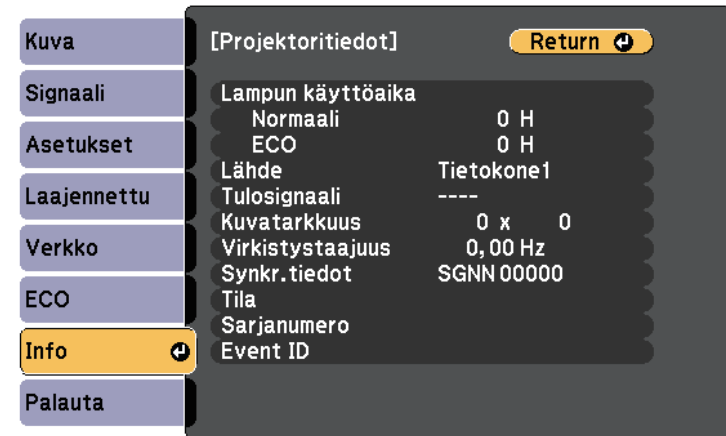 Kuva
Signaali
Asetukset
Laajennettu
Verkko
ECO
Info
Palauta
[Projektoritiedot] Return
Lampun käyttöaika
Normaali 0 H
ECO 0 H
Lähde Tietokone1
Tulosignaali ----
Kuvatarkkuus 0 x 0
Virkistystaajuus 0,00 Hz
Synkr.tiedot SGNN 00000
Tila
Sarjanumero
Event ID